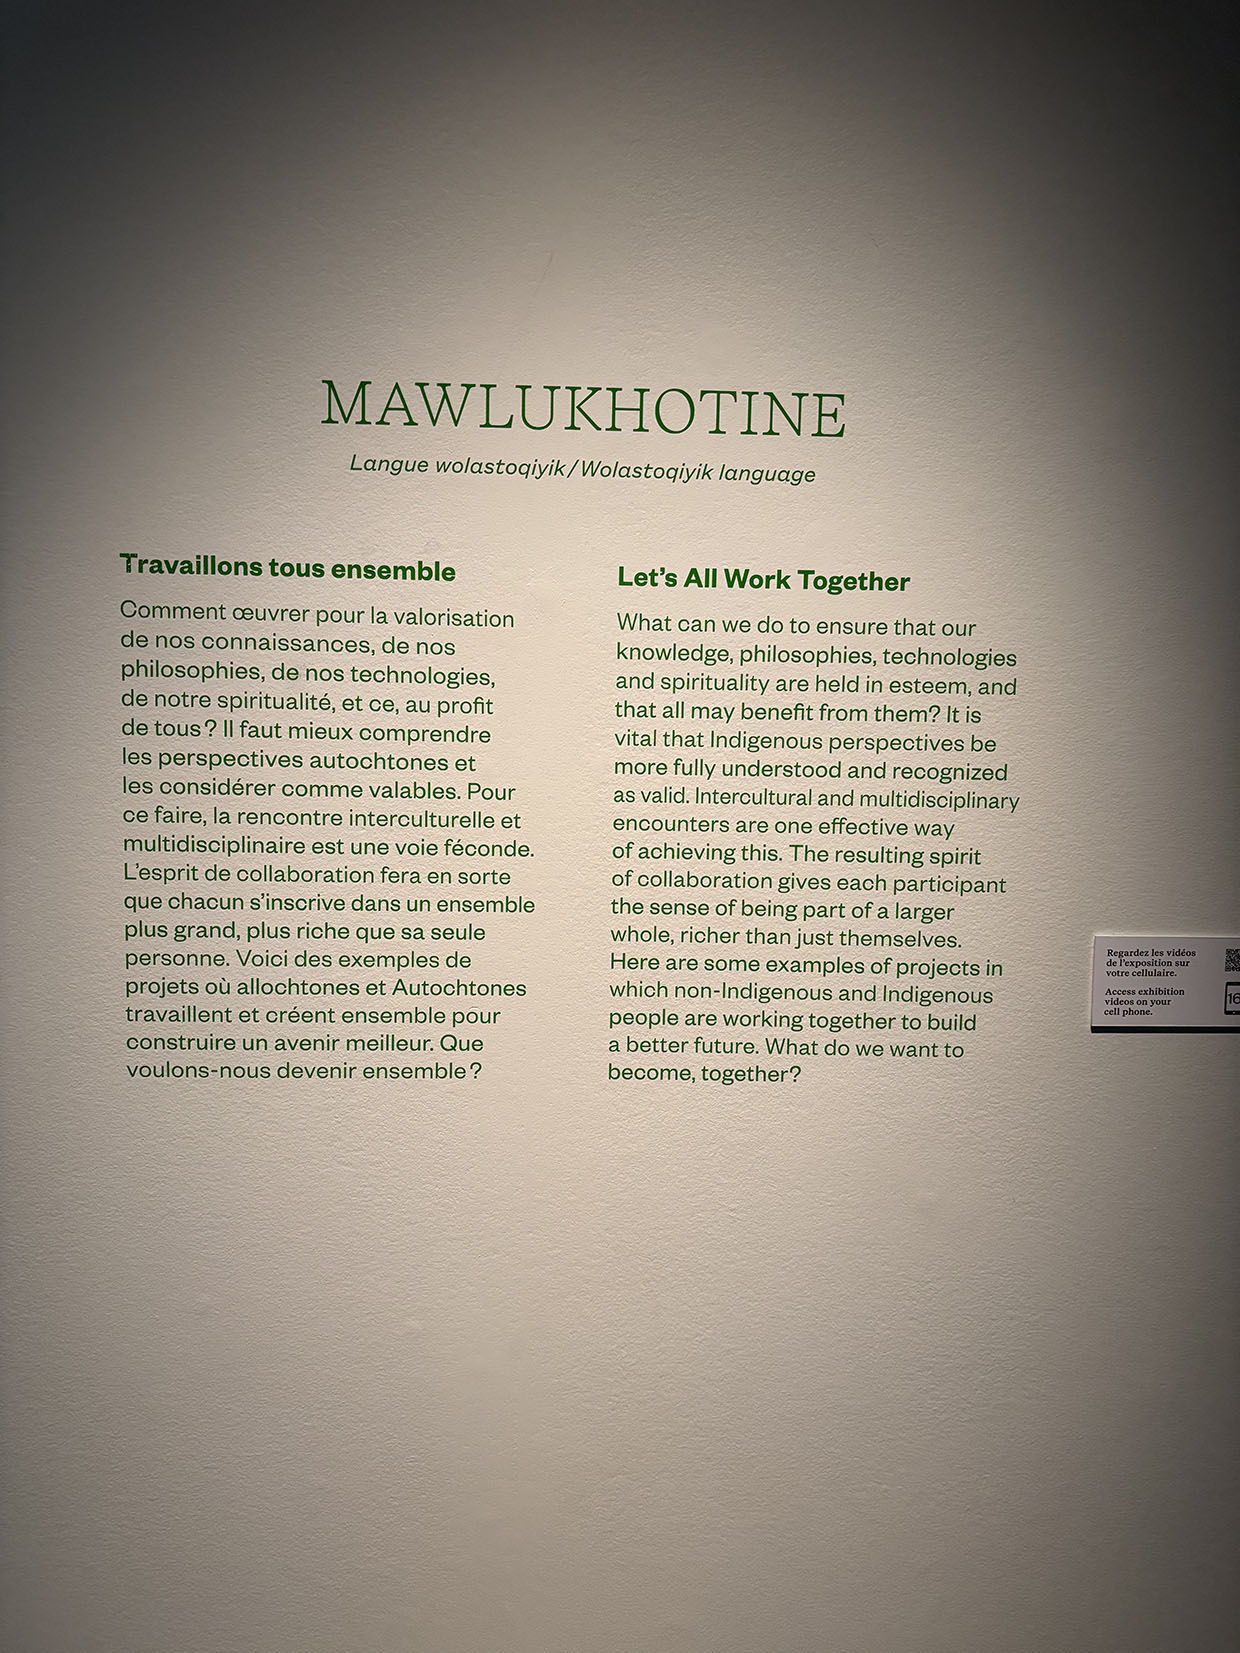 MAWLUKHOTINE
Langue wolastoqiyik/Wolastoqiyik language
Travaillons tous ensemble
Comment œuvrer pour la valorisation
de nos connaissances, de nos
philosophies, de nos technologies,
de notre spiritualité, et ce, au profit
de tous ? Il faut mieux comprendre
les perspectives autochtones et
les considérer comme valables. Pour
ce faire, la rencontre interculturelle et
multidisciplinaire est une voie féconde.
L’esprit de collaboration fera en sorte
que chacun s’inscrive dans un ensemble
plus grand, plus riche que sa seule
personne. Voici des exemples de
projets où allochtones et Autochtones
travaillent et créent ensemble pour
construire un avenir meilleur. Que
voulons-nous devenir ensemble ?
Let’s All Work Together
What can we do to ensure that our
knowledge, philosophies, technologies
and spirituality are held in esteem, and
that all may benefit from them? It is
vital that Indigenous perspectives be
more fully understood and recognized
as valid. Intercultural and multidisciplinary
encounters are one effective way
of achieving this. The resulting spirit
of collaboration gives each participant
the sense of being part of a larger
whole, richer than just themselves.
Here are some examples of projects in
which non-Indigenous and Indigenous
people are working together to build
a better future. What do we want to
become, together?
Regardez les vidéos
de l’exposition sur
votre cellulaire.
Access exhibition
videos on your
cell phone.
16